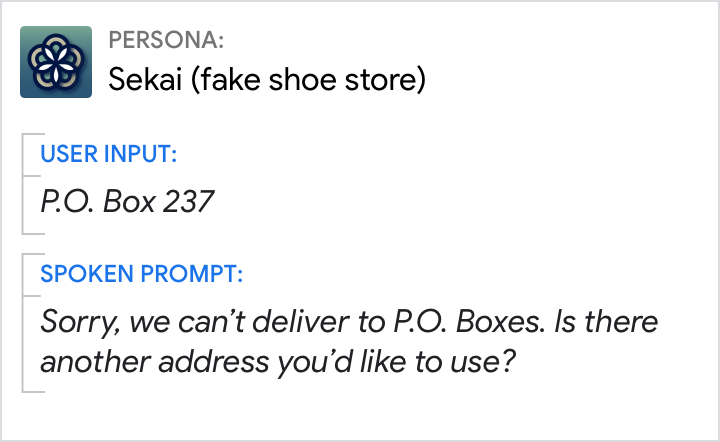 PERSONA:
Sekai (fake shoe store)
USER INPUT:
P.O. Box 237
SPOKEN PROMPT:
Sorry, we can’t deliver to P.O. Boxes. Is there
another address you’d like to use?